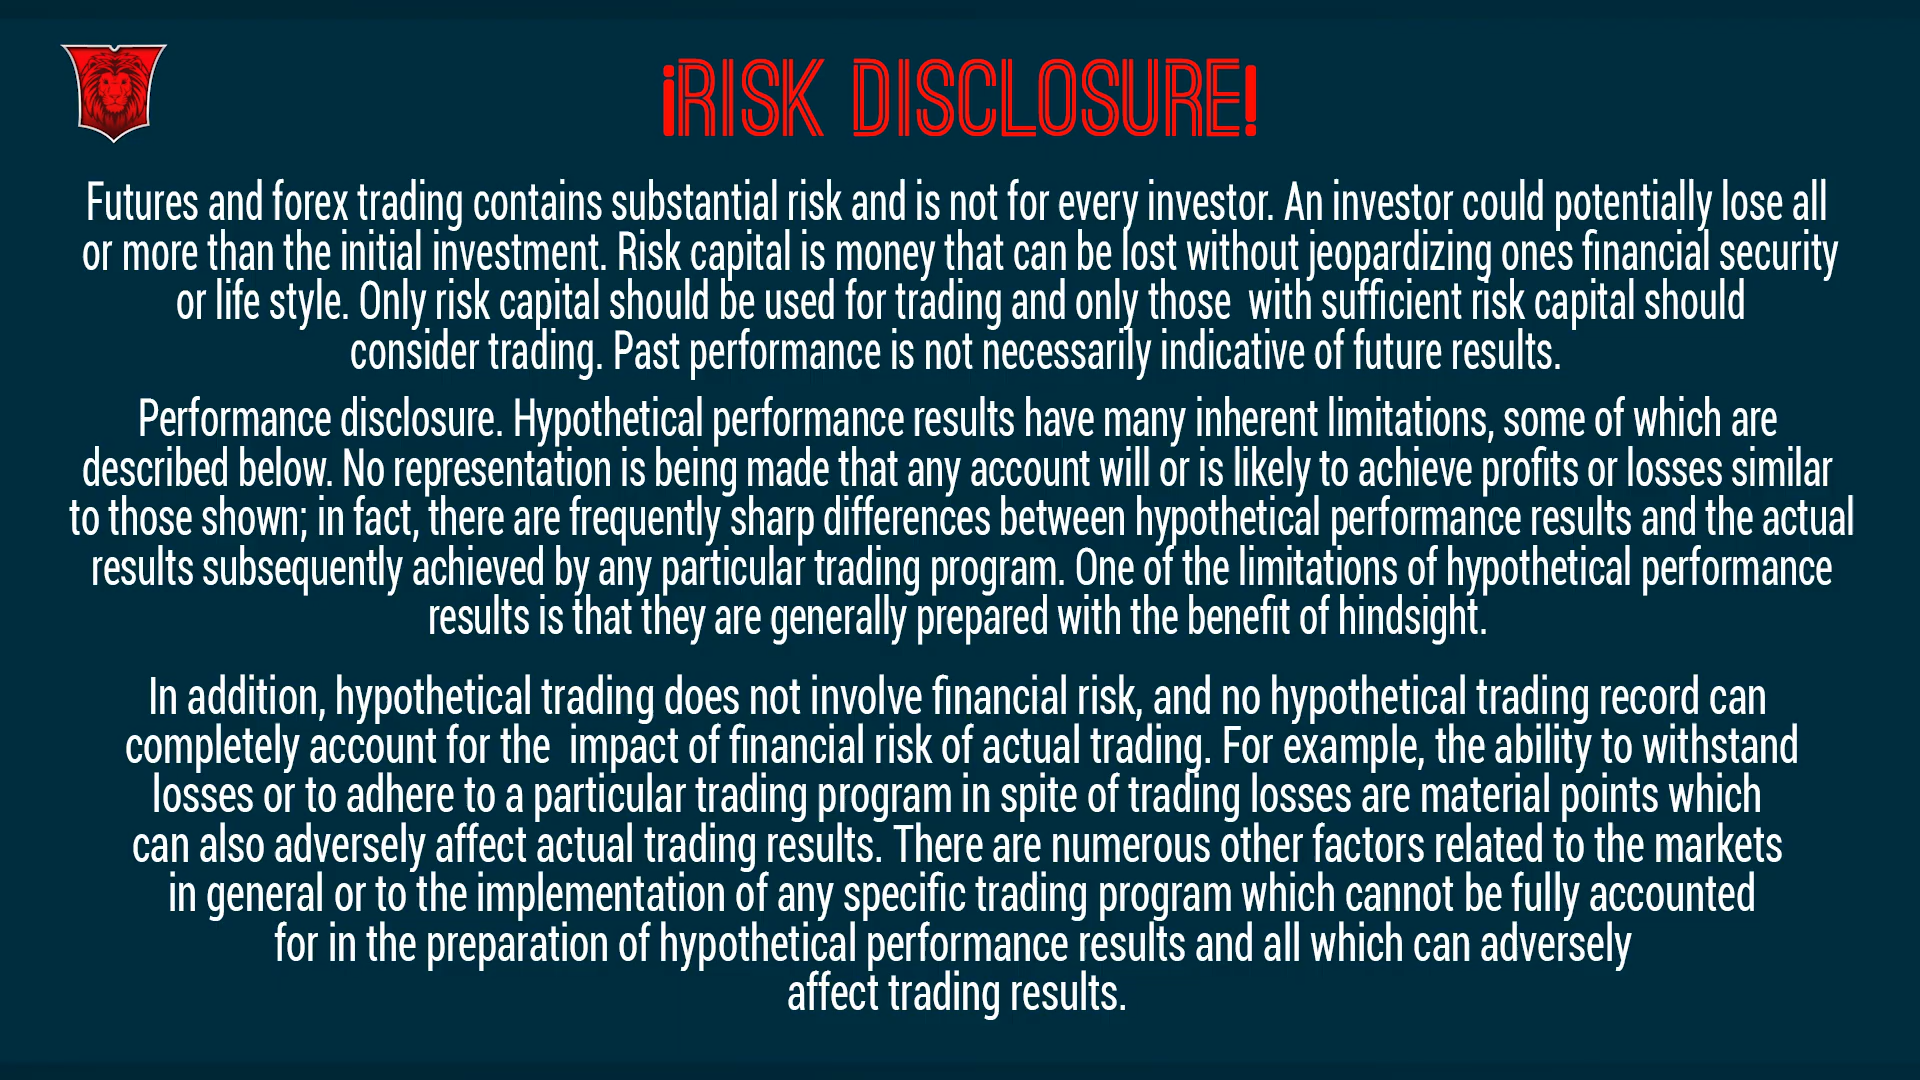 ¡RISK DISCLOSURE!
Futures and forex trading contains substantial risk and is not for every investor. An investor could potentially lose all
or more than the initial investment. Risk capital is money that can be lost without jeopardizing ones financial security
or life style. Only risk capital should be used for trading and only those  with sufficient risk capital should
consider trading. Past performance is not necessarily indicative of future results.
Performance disclosure. Hypothetical performance results have many inherent limitations, some of which are
described below. No representation is being made that any account will or is likely to achieve profits or losses similar
to those shown; in fact, there are frequently sharp differences between hypothetical performance results and the actual
results subsequently achieved by any particular trading program. One of the limitations of hypothetical performance
results is that they are generally prepared with the benefit of hindsight.
In addition, hypothetical trading does not involve financial risk, and no hypothetical trading record can
completely account for the  impact of financial risk of actual trading. For example, the ability to withstand
losses or to adhere to a particular trading program in spite of trading losses are material points which
can also adversely affect actual trading results. There are numerous other factors related to the markets
in general or to the implementation of any specific trading program which cannot be fully accounted
for in the preparation of hypothetical performance results and all which can adversely
affect trading results.